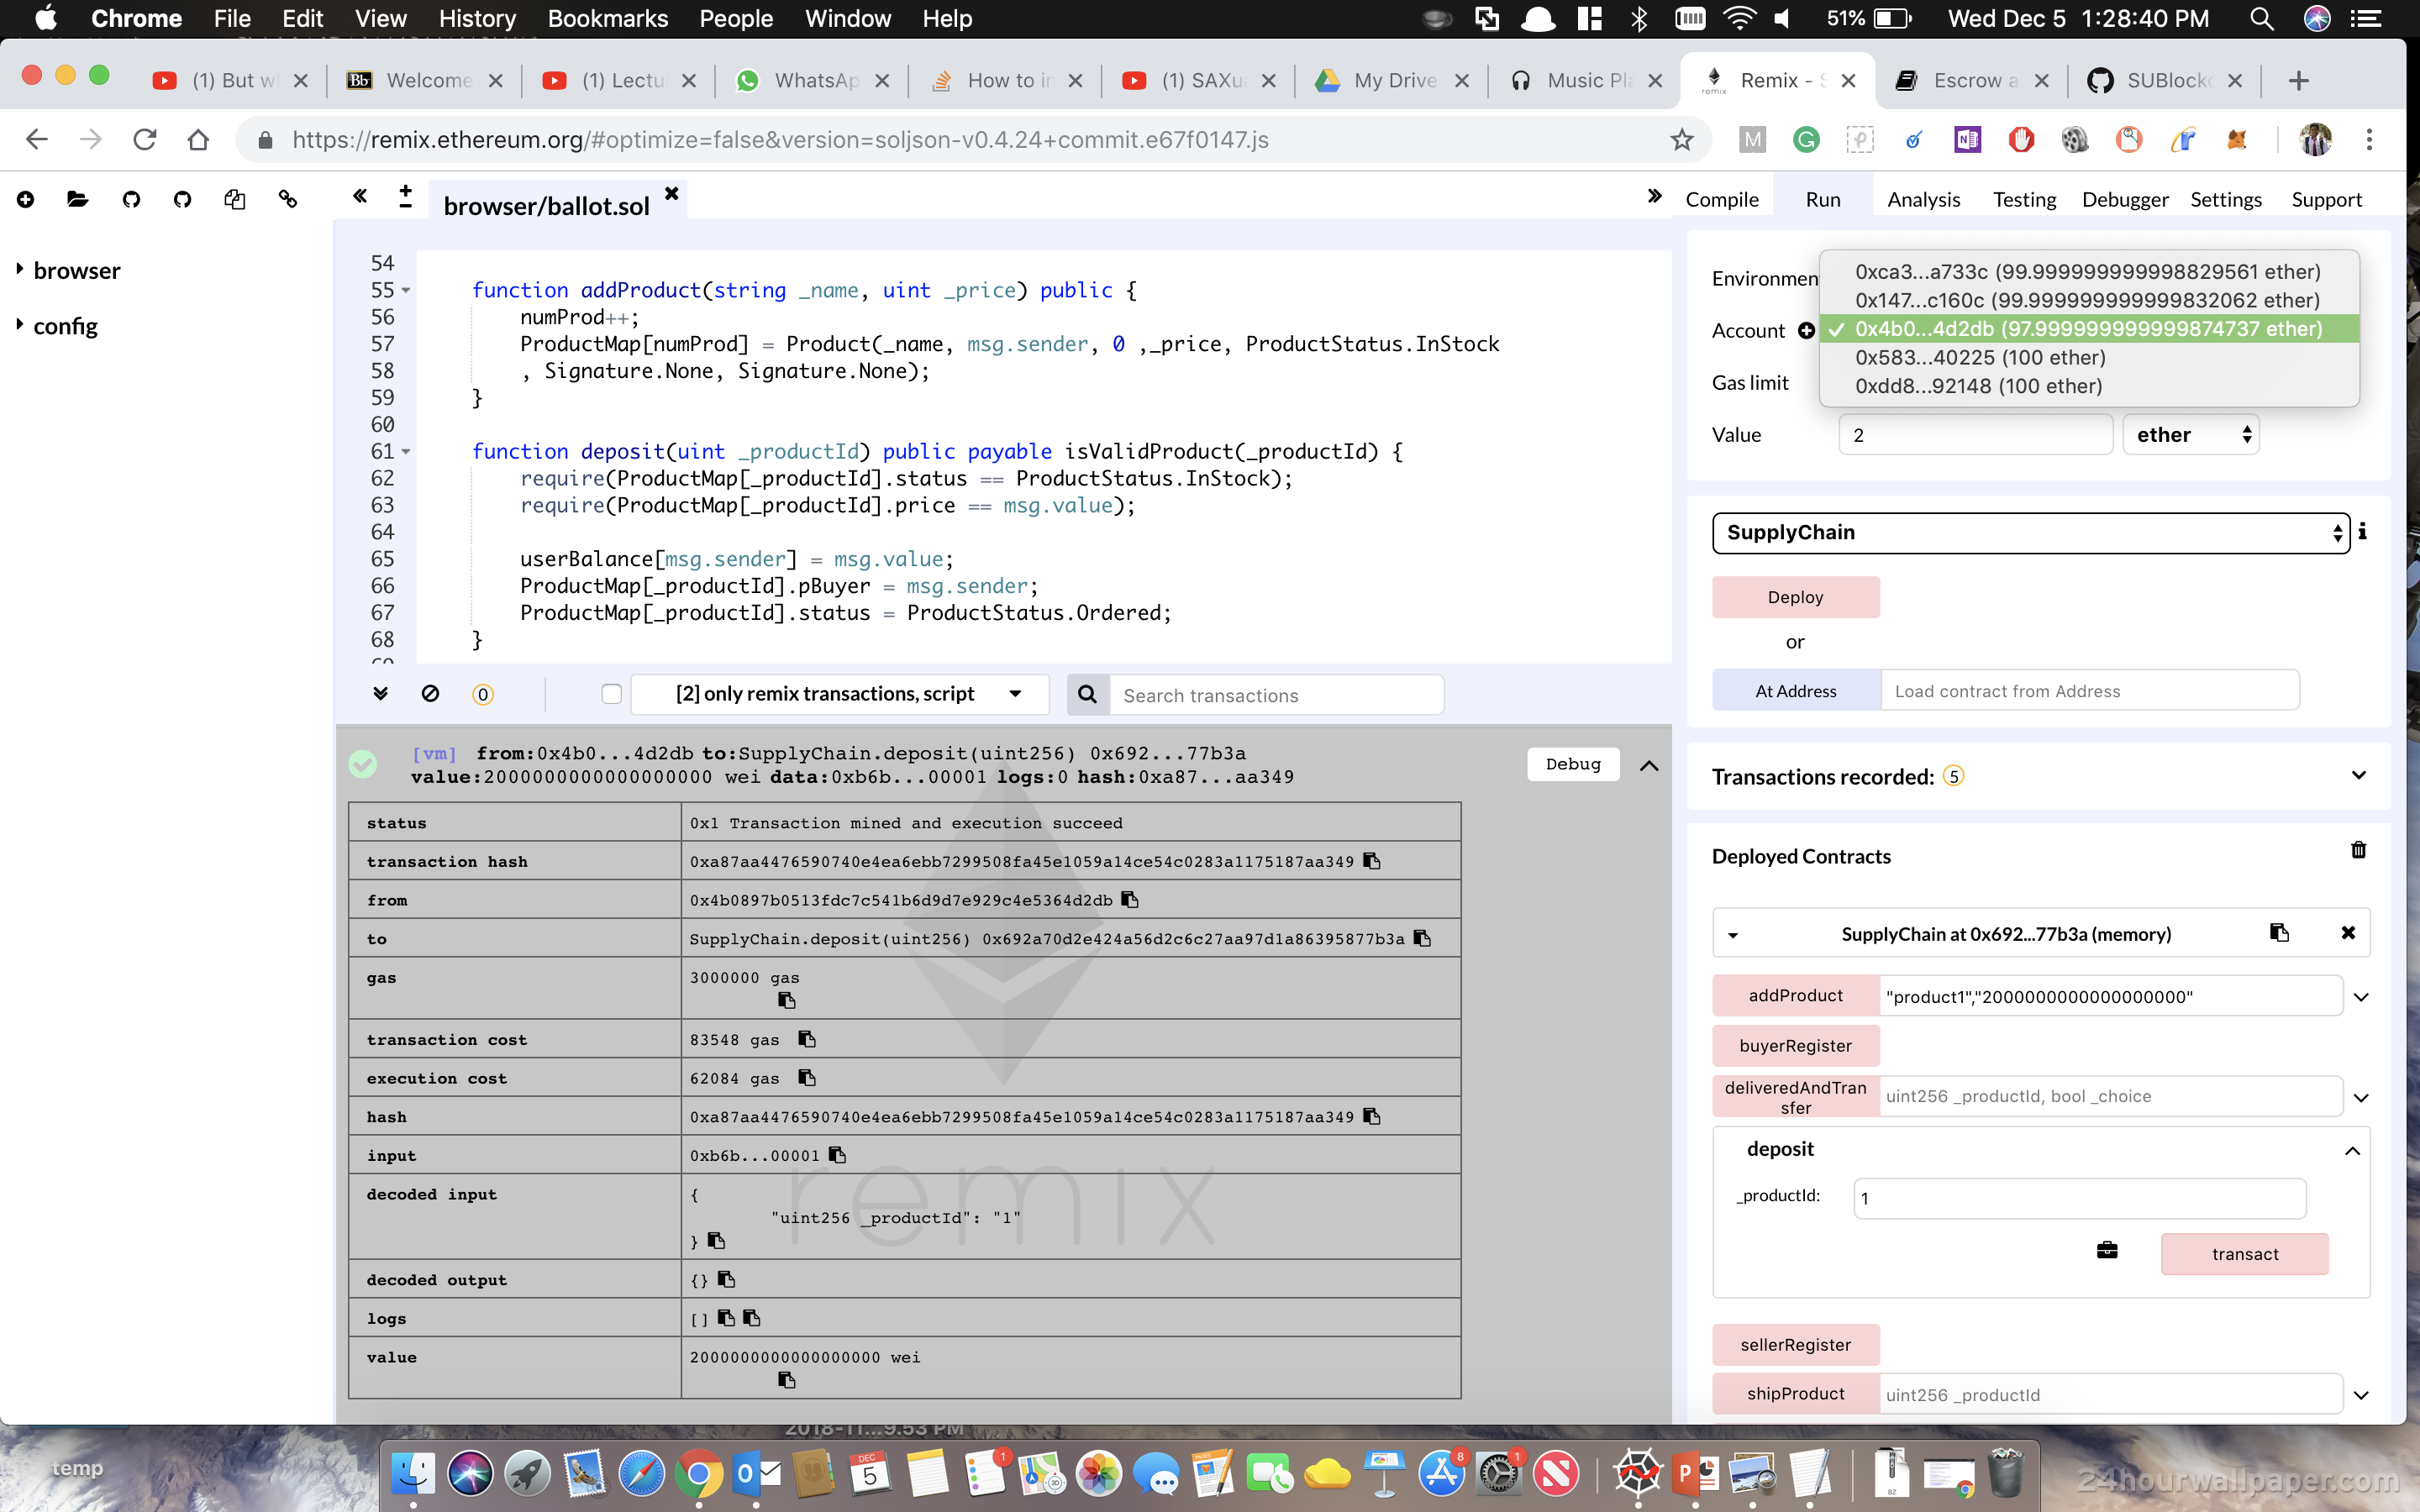 Chrome File Edit View History Bookmarks People Window Help 51% Wed Dec 5 1:28:40 PM
(1) But w Welcome (1) Lectu WhatsAp How to in (1) SAXua My Drive Music Pla Remix - S Escrow a SUBlockc
https://remix.ethereum.org/#optimize=false&version=soljson-v0.4.24+commit.e67f0147.js
browser/ballot.sol
Compile Run Analysis Testing Debugger Settings Support
browser
config
54
55 function addProduct(string _name, uint _price) public {
56 numProd++;
57 ProductMap[numProd] = Product(_name, msg.sender, 0 ,_price, ProductStatus.InStock
58 , Signature.None, Signature.None);
59 }
60
61 function deposit(uint _productId) public payable isValidProduct(_productId) {
62 require(ProductMap[_productId].status == ProductStatus.InStock);
63 require(ProductMap[_productId].price == msg.value);
64
65 userBalance[msg.sender] = msg.value;
66 ProductMap[_productId].pBuyer = msg.sender;
67 ProductMap[_productId].status = ProductStatus.Ordered;
68 }
0 [2] only remix transactions, script Search transactions
[vm] from:0x4b0...4d2db to:SupplyChain.deposit(uint256) 0x692...77b3a
value:2000000000000000000 wei data:0xb6b...00001 logs:0 hash:0xa87...aa349
Debug
status 0x1 Transaction mined and execution succeed
transaction hash 0xa87aa4476590740e4ea6ebb7299508fa45e1059a14ce54c0283a1175187aa349
from 0x4b0897b0513fdc7c541b6d9d7e929c4e5364d2db
to SupplyChain.deposit(uint256) 0x692a70d2e424a56d2c6c27aa97d1a86395877b3a
gas 3000000 gas
transaction cost 83548 gas
execution cost 62084 gas
hash 0xa87aa4476590740e4ea6ebb7299508fa45e1059a14ce54c0283a1175187aa349
input 0xb6b...00001
decoded input {
"uint256 _productId": "1"
}
decoded output {}
logs []
value 2000000000000000000 wei
remix
Environmen
0xca3...a733c (99.999999999998829561 ether)
0x147...c160c (99.999999999999832062 ether)
Account 0x4b0...4d2db (97.999999999999874737 ether)
0x583...40225 (100 ether)
Gas limit 0xdd8...92148 (100 ether)
Value 2 ether
SupplyChain
Deploy
or
At Address Load contract from Address
Transactions recorded: 5
Deployed Contracts
SupplyChain at 0x692...77b3a (memory)
addProduct "product1","2000000000000000000"
buyerRegister
deliveredAndTran
sfer uint256 _productId, bool _choice
deposit
_productId: 1
transact
sellerRegister
shipProduct uint256 _productId
2018-11...9.53 PM
temp
DEC
5
1 8 1
24hourwallpaper.com